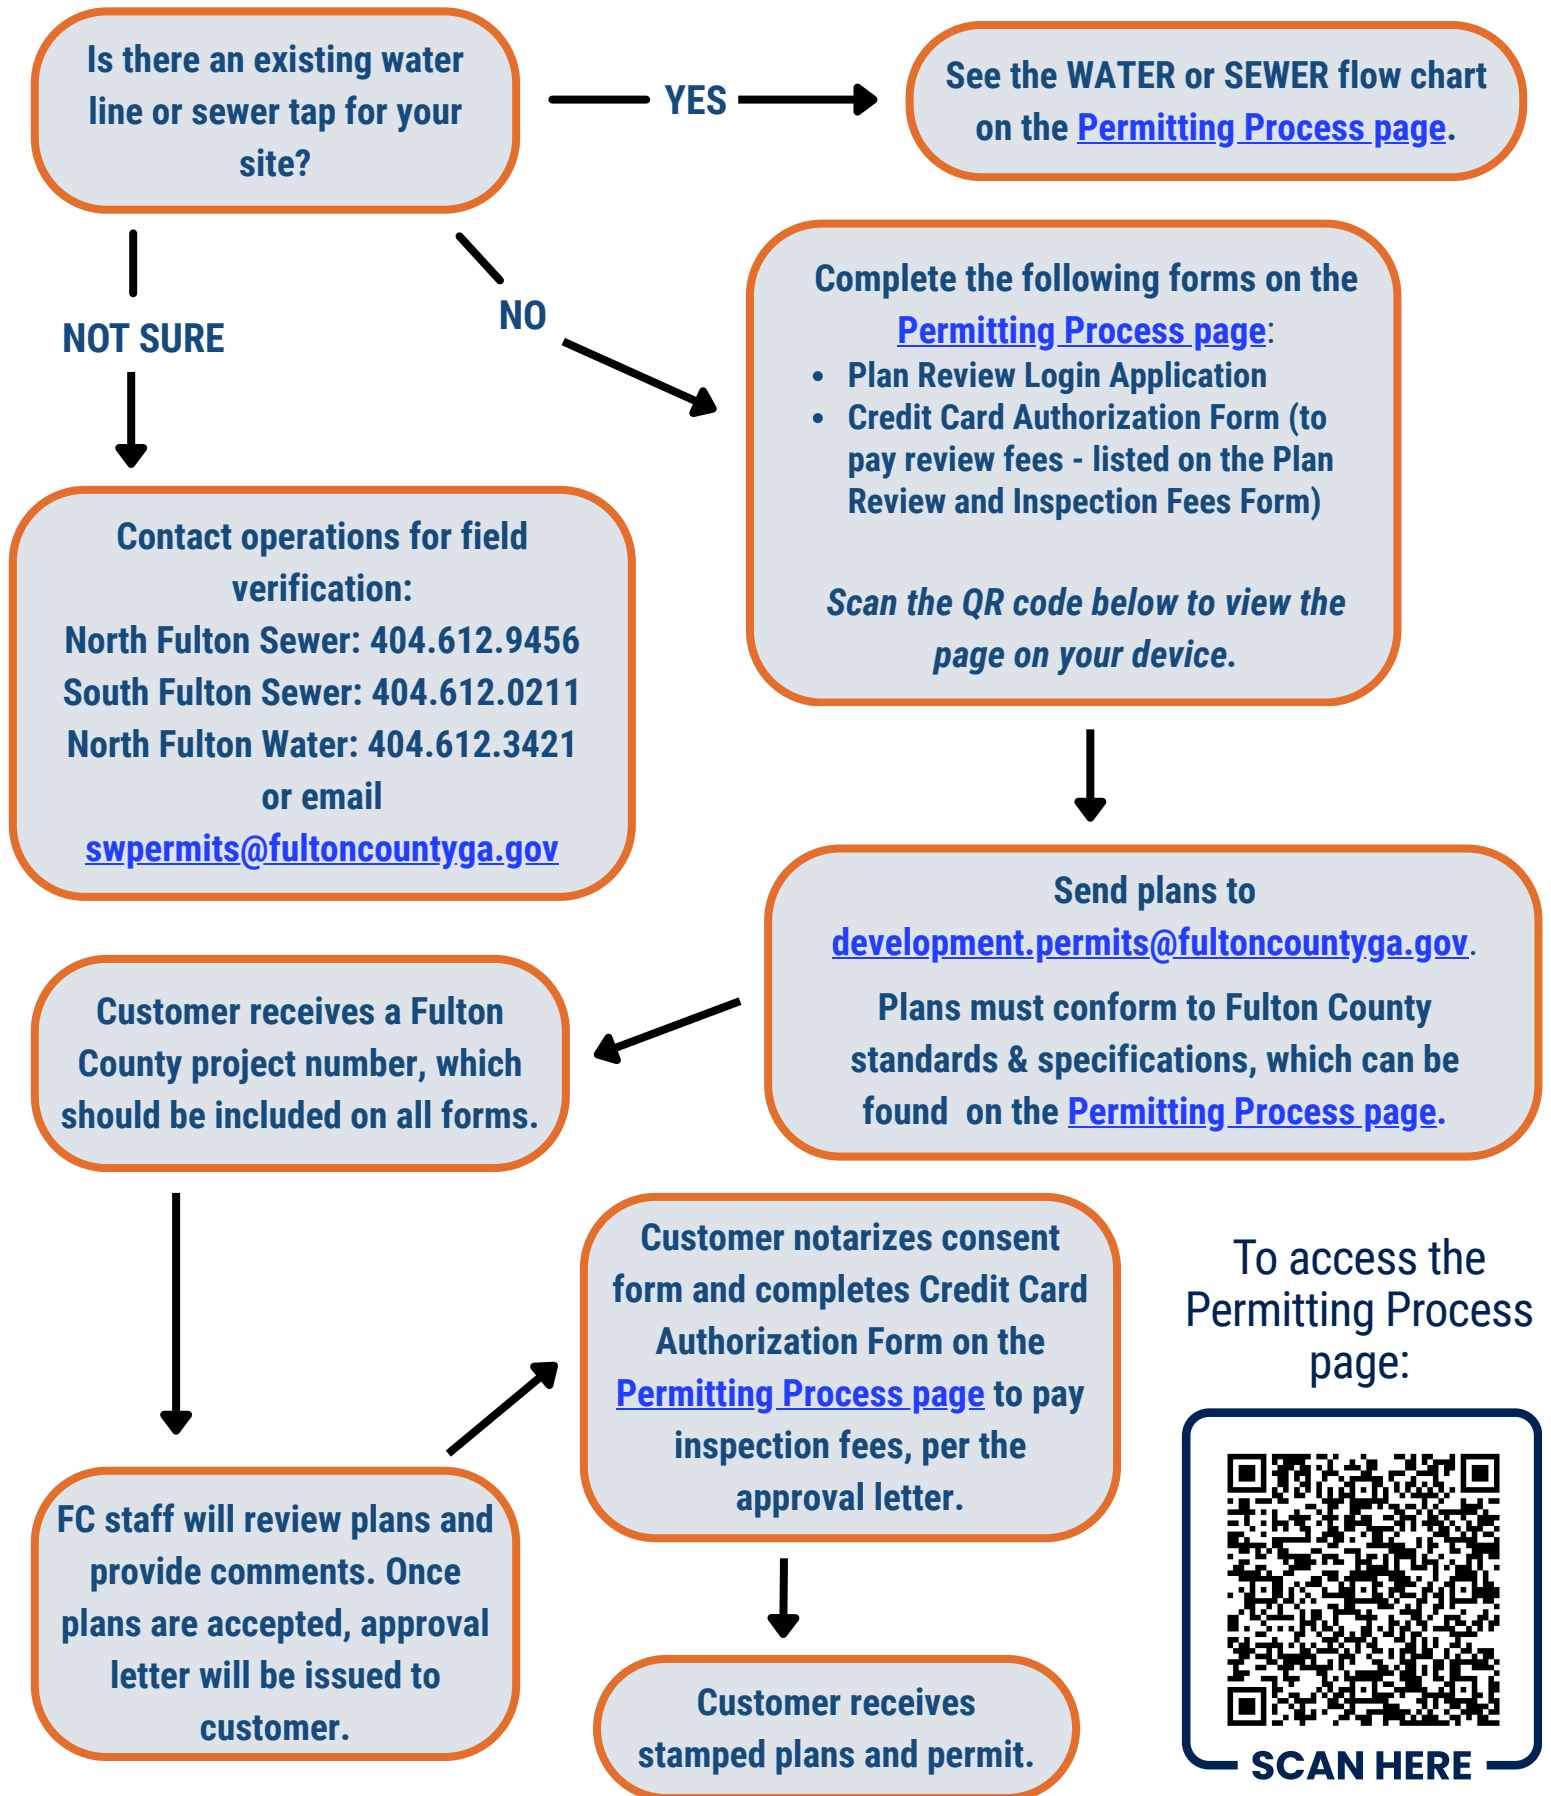 Is there an existing water
line or sewer tap for your
site?
YES
See the WATER or SEWER flow chart
on the Permitting Process page.
NOT SURE
NO
Complete the following forms on the
Permitting Process page:
• Plan Review Login Application
• Credit Card Authorization Form (to
pay review fees - listed on the Plan
Review and Inspection Fees Form)
Scan the QR code below to view the
page on your device.
Contact operations for field
verification:
North Fulton Sewer: 404.612.9456
South Fulton Sewer: 404.612.0211
North Fulton Water: 404.612.3421
or email
swpermits@fultoncountyga.gov
Send plans to
development.permits@fultoncountyga.gov.
Plans must conform to Fulton County
standards & specifications, which can be
found on the Permitting Process page.
Customer receives a Fulton
County project number, which
should be included on all forms.
FC staff will review plans and
provide comments. Once
plans are accepted, approval
letter will be issued to
customer.
Customer notarizes consent
form and completes Credit Card
Authorization Form on the
Permitting Process page to pay
inspection fees, per the
approval letter.
Customer receives
stamped plans and permit.
To access the
Permitting Process
page:
SCAN HERE